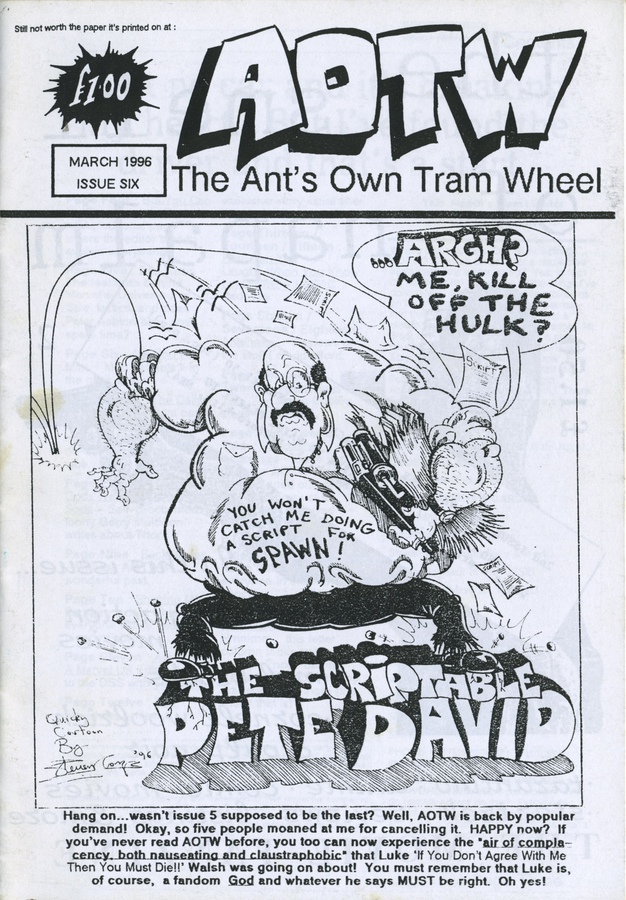 Still not worth the paper it's printed on at :
£1.00
AOTW
MARCH 1996
ISSUE SIX
The Ant's Own Tram Wheel
...ARGH?
ME, KILL
OFF THE
HULK?
SCRIPT
YOU WON'T
CATCH ME DOING
A SCRIPT FOR
SPAWN!
THE SCRIPTABLE
PETE DAVID
Quicky
Cartoon
By
'96
Hang on...wasn't issue 5 supposed to be the last? Well, AOTW is back by popular
demand! Okay, so five people moaned at me for cancelling it. HAPPY now? If
you've never read AOTW before, you too can now experience the "air of compla-
cency, both nauseating and claustraphobic" that Luke 'If You Don't Agree With Me
Then You Must Die!!' Walsh was going on about! You must remember that Luke is,
of course, a fandom God and whatever he says MUST be right. Oh yes!